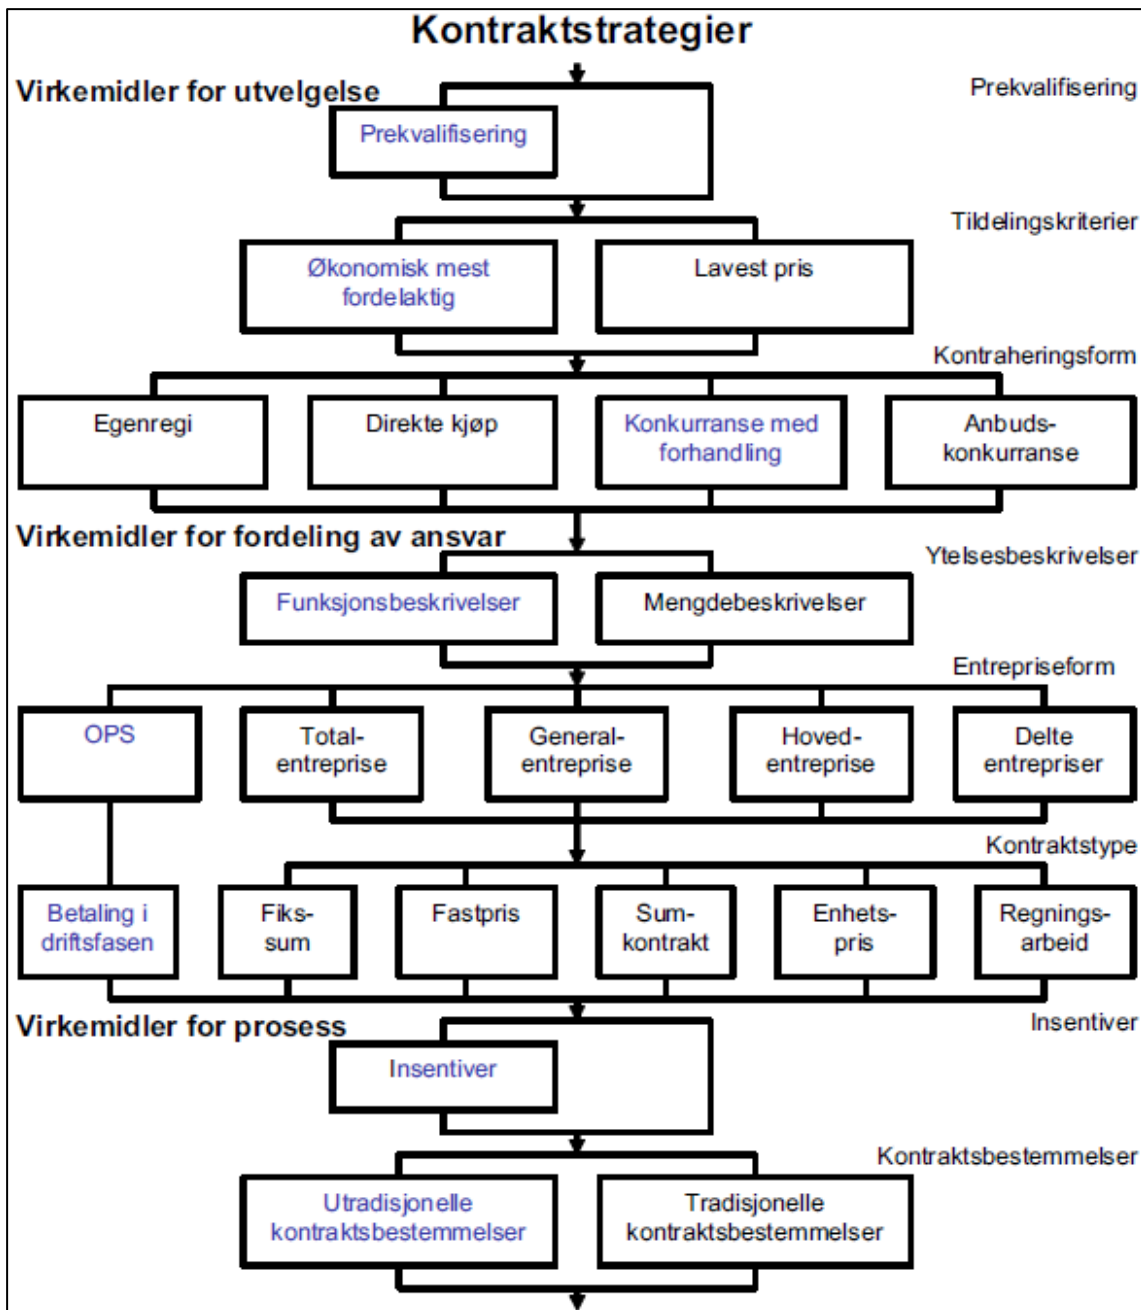 Kontraktstrategier
Virkemidler for utvelgelse
Prekvalifisering
Prekvalifisering
Tildelingskriterier
Økonomisk mest
fordelaktig
Lavest pris
Kontraheringsform
Egenregi
Direkte kjøp
Konkurranse med
forhandling
Anbuds-
konkurranse
Virkemidler for fordeling av ansvar
Ytelsesbeskrivelser
Funksjonsbeskrivelser
Mengdebeskrivelser
Entrepriseform
OPS
Total-
entreprise
General-
entreprise
Hoved-
entreprise
Delte
entrepriser
Kontraktstype
Betaling i
driftsfasen
Fiks-
sum
Fastpris
Sum-
kontrakt
Enhets-
pris
Regnings-
arbeid
Virkemidler for prosess
Insentiver
Insentiver
Kontraktsbestemmelser
Utradisjonelle
kontraktsbestemmelser
Tradisjonelle
kontraktsbestemmelser